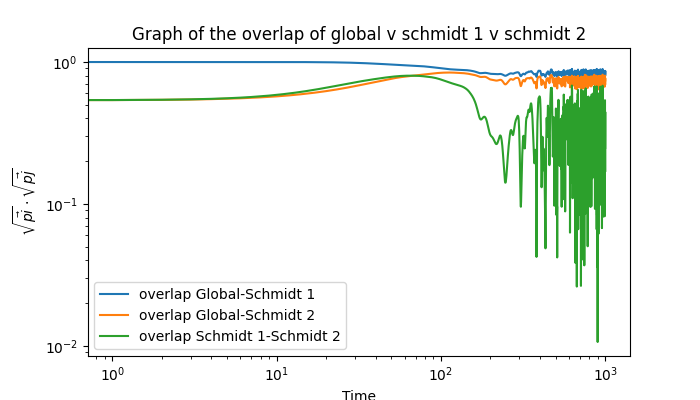 Graph of the overlap of global v schmidt 1 v schmidt 2
10⁰
10⁻¹
10⁻²
√p⃗i · √p⃗j
overlap Global-Schmidt 1
overlap Global-Schmidt 2
overlap Schmidt 1-Schmidt 2
10⁰ 10¹ 10² 10³
Time